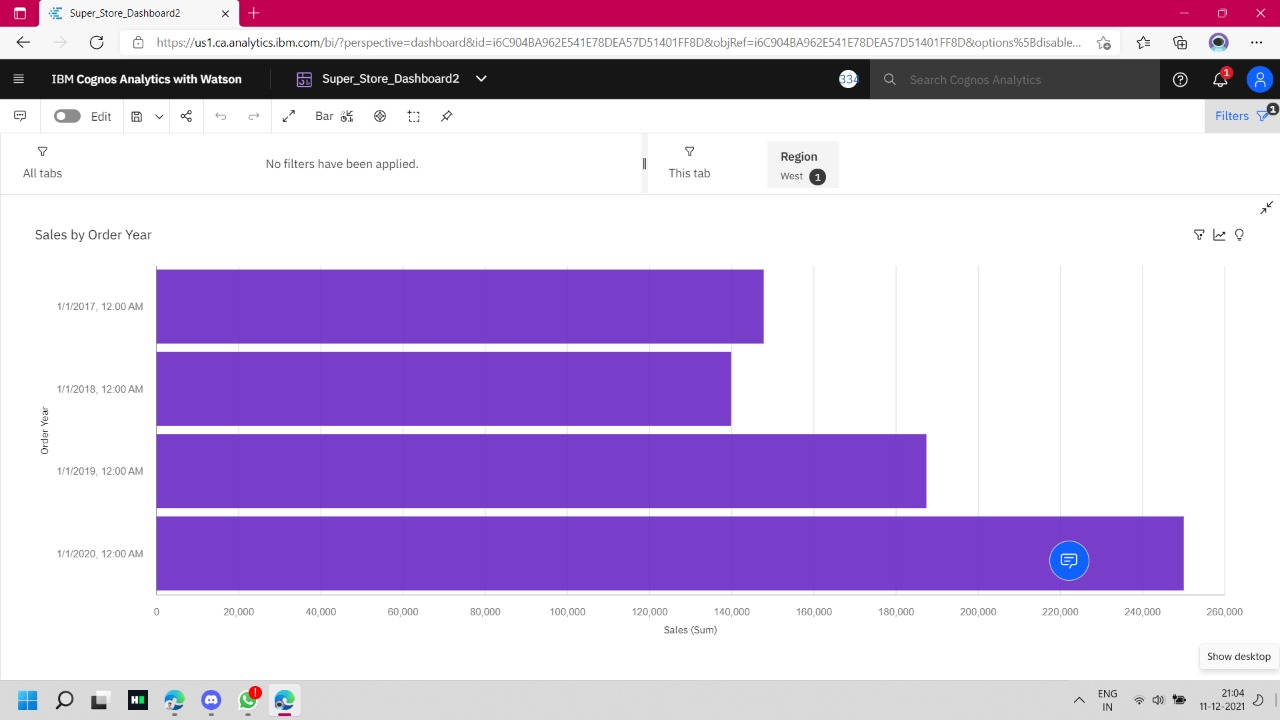 Super_Store_Dashboard2
https://us1.ca.analytics.ibm.com/bi/?perspective=dashboard&id=i6C904BA962E541E78DEA57D51401FF8D&objRef=i6C904BA962E541E78DEA57D51401FF8D&options%5Bdisable...
IBM Cognos Analytics with Watson
Super_Store_Dashboard2
334
Search Cognos Analytics
1
Edit
Bar
Filters
1
All tabs
No filters have been applied.
This tab
Region
West 1
Sales by Order Year
Order Year
1/1/2017, 12:00 AM
1/1/2018, 12:00 AM
1/1/2019, 12:00 AM
1/1/2020, 12:00 AM
0 20,000 40,000 60,000 80,000 100,000 120,000 140,000 160,000 180,000 200,000 220,000 240,000 260,000
Sales (Sum)
Show desktop
ENG
IN
21:04
11-12-2021